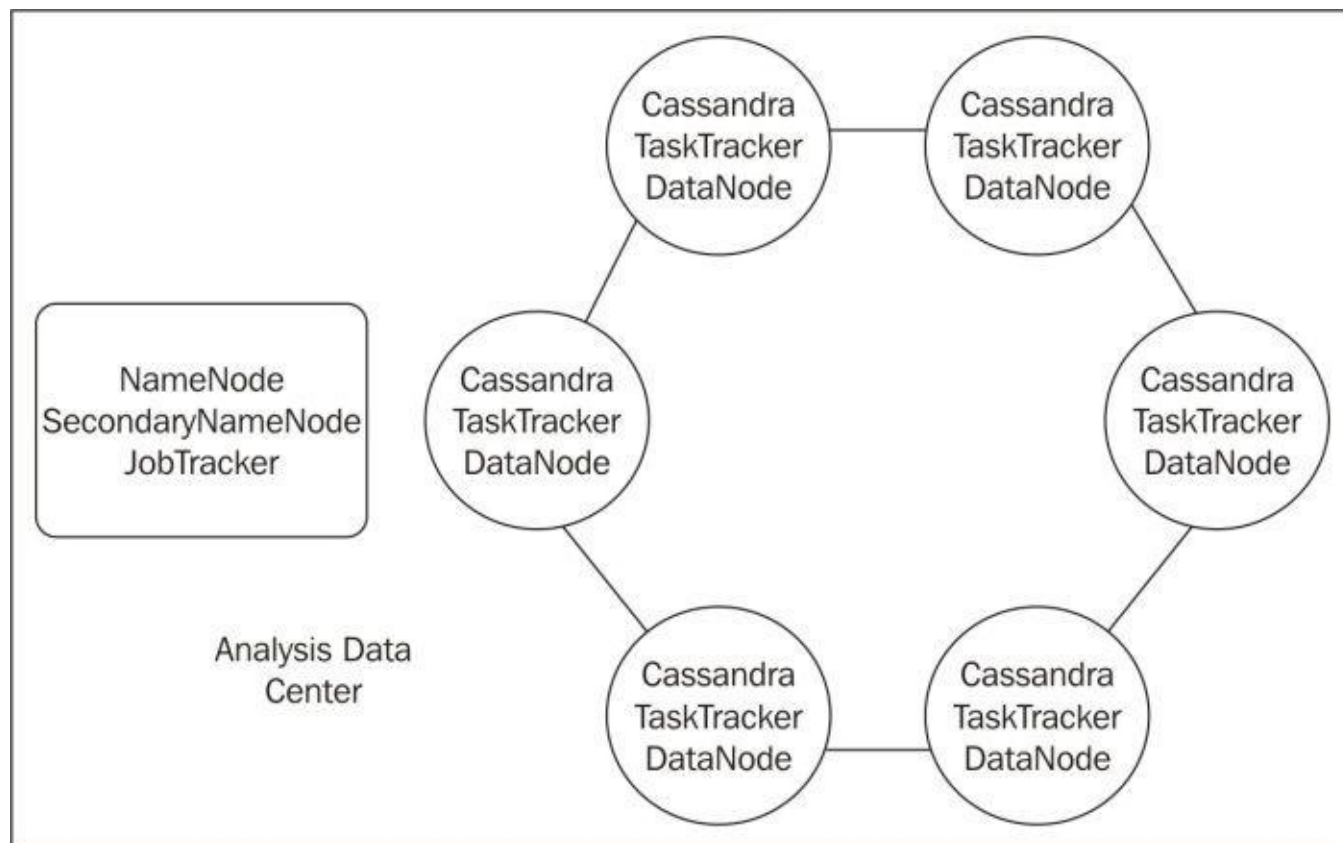 Cassandra
TaskTracker
DataNode
Cassandra
TaskTracker
DataNode
NameNode
SecondaryNameNode
JobTracker
Cassandra
TaskTracker
DataNode
Cassandra
TaskTracker
DataNode
Analysis Data
Center
Cassandra
TaskTracker
DataNode
Cassandra
TaskTracker
DataNode